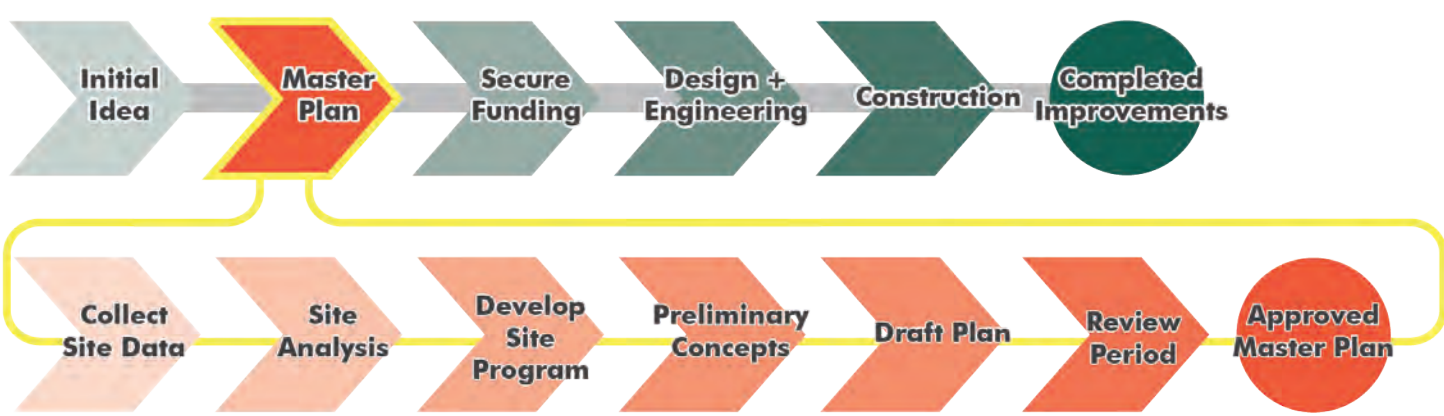 Initial
Idea
Master
Plan
Secure
Funding
Design +
Engineering
Construction
Completed
Improvements
Collect
Site Data
Site
Analysis
Develop
Site
Program
Preliminary
Concepts
Draft Plan
Review
Period
Approved
Master Plan